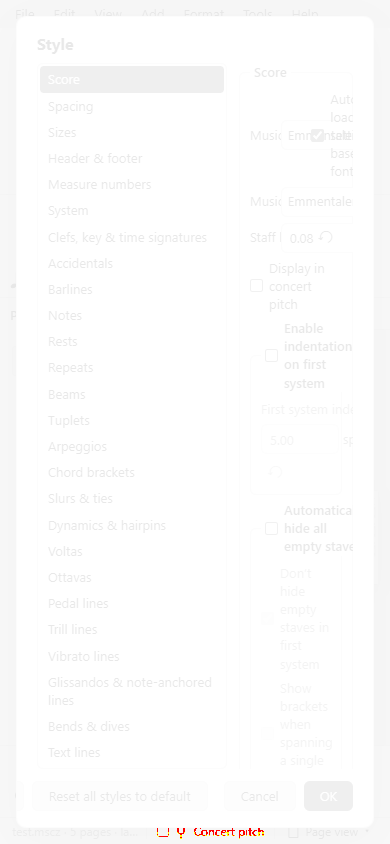 File Edit View Add Format Tools Help
Style
Score
Spacing
Sizes
Header & footer
Measure numbers
System
Clefs, key & time signatures
Accidentals
Barlines
Notes
Rests
Repeats
Beams
Tuplets
Arpeggios
Chord brackets
Slurs & ties
Dynamics & hairpins
Voltas
Ottavas
Pedal lines
Trill lines
Vibrato lines
Glissandos & note-anchored
lines
Bends & dives
Text lines
Score
Music
Music
Emmentale
Staff
0.08
Display in
concert
pitch
Enable
indentation
on first
system
First system inde
5.00
sp
Automatica
hide all
empty stave
Don't
hide
empty
staves in
first
system
Show
brackets
when
spanning
a single
Reset all styles to default
Cancel
OK
Concert pitch
Page view